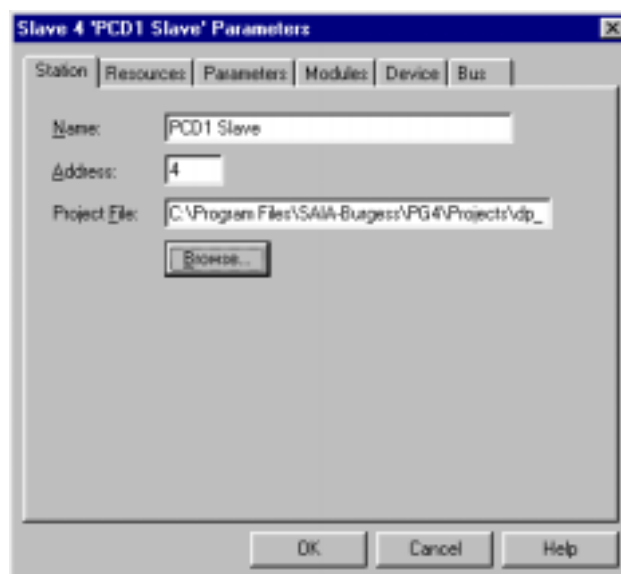 Slave 4 'PCD1 Slave' Parameters
Station Resources Parameters Modules Device Bus
Name: PCD1 Slave
Address: 4
Project File: C:\Program Files\SAIA-Burgess\PG4\Projects\dp_
Browse...
OK Cancel Help